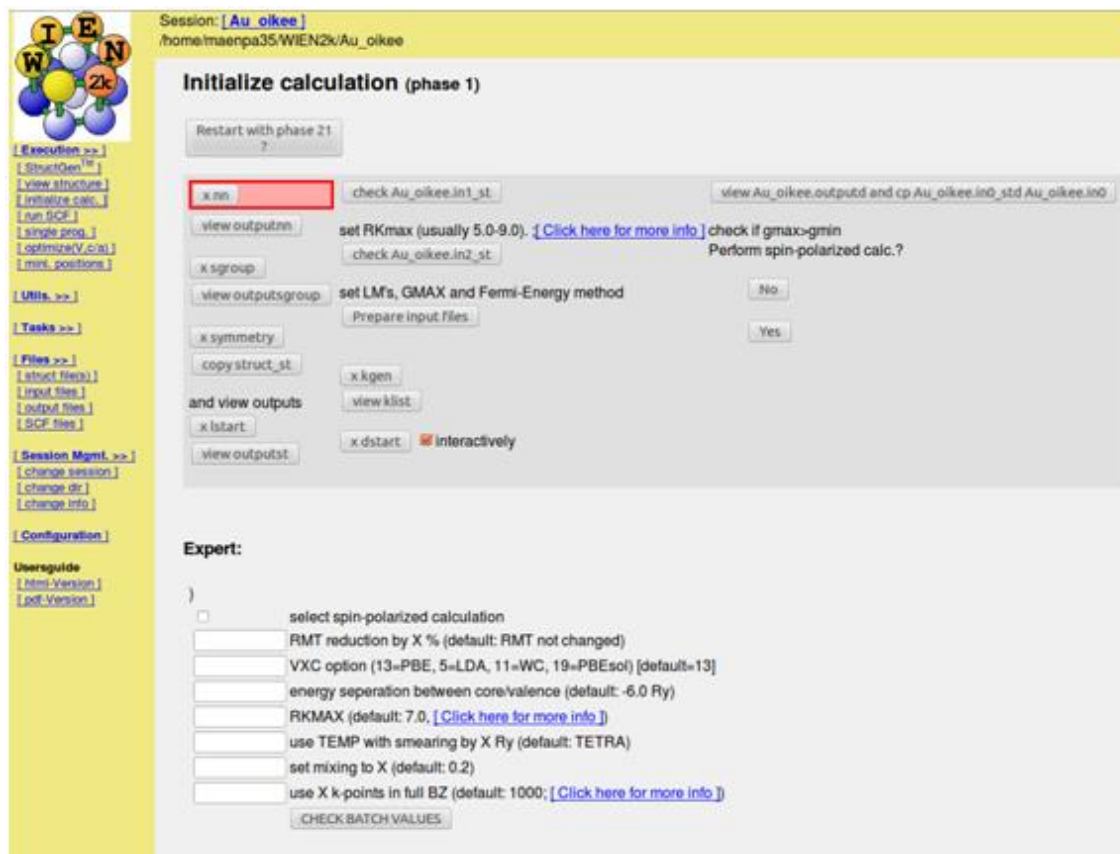 W I E N 2k
Session: [ Au_oikee ]
/home/maenpa35/WIEN2k/Au_oikee
[ Execution >> ]
[ StructGen™ ]
[ view structure ]
[ initialize calc. ]
[ run SCF ]
[ single prog. ]
[ optimize(V,c/a) ]
[ mini. positions ]
[ Utils. >> ]
[ Tasks >> ]
[ Files >> ]
[ struct file(s) ]
[ input files ]
[ output files ]
[ SCF files ]
[ Session Mgmt. >> ]
[ change session ]
[ change dir ]
[ change info ]
[ Configuration ]
Usersguide
[ html-Version ]
[ pdf-Version ]
Initialize calculation (phase 1)
Restart with phase 21
?
x nn
view outputnn
x sgroup
view outputsgroup
x symmetry
copy struct_st
and view outputs
x lstart
view outputst
check Au_oikee.in1_st
set RKmax (usually 5.0-9.0). :[ Click here for more info ]
check Au_oikee.in2_st
set LM's, GMAX and Fermi-Energy method
Prepare input files
x kgen
view klist
x dstart interactively
view Au_oikee.outputd and cp Au_oikee.in0_std Au_oikee.in0
check if gmax>gmin
Perform spin-polarized calc.?
No
Yes
Expert:
)
select spin-polarized calculation
RMT reduction by X % (default: RMT not changed)
VXC option (13=PBE, 5=LDA, 11=WC, 19=PBEsol) [default=13]
energy seperation between core/valence (default: -6.0 Ry)
RKMAX (default: 7.0, [ Click here for more info ])
use TEMP with smearing by X Ry (default: TETRA)
set mixing to X (default: 0.2)
use X k-points in full BZ (default: 1000; [ Click here for more info ])
CHECK BATCH VALUES